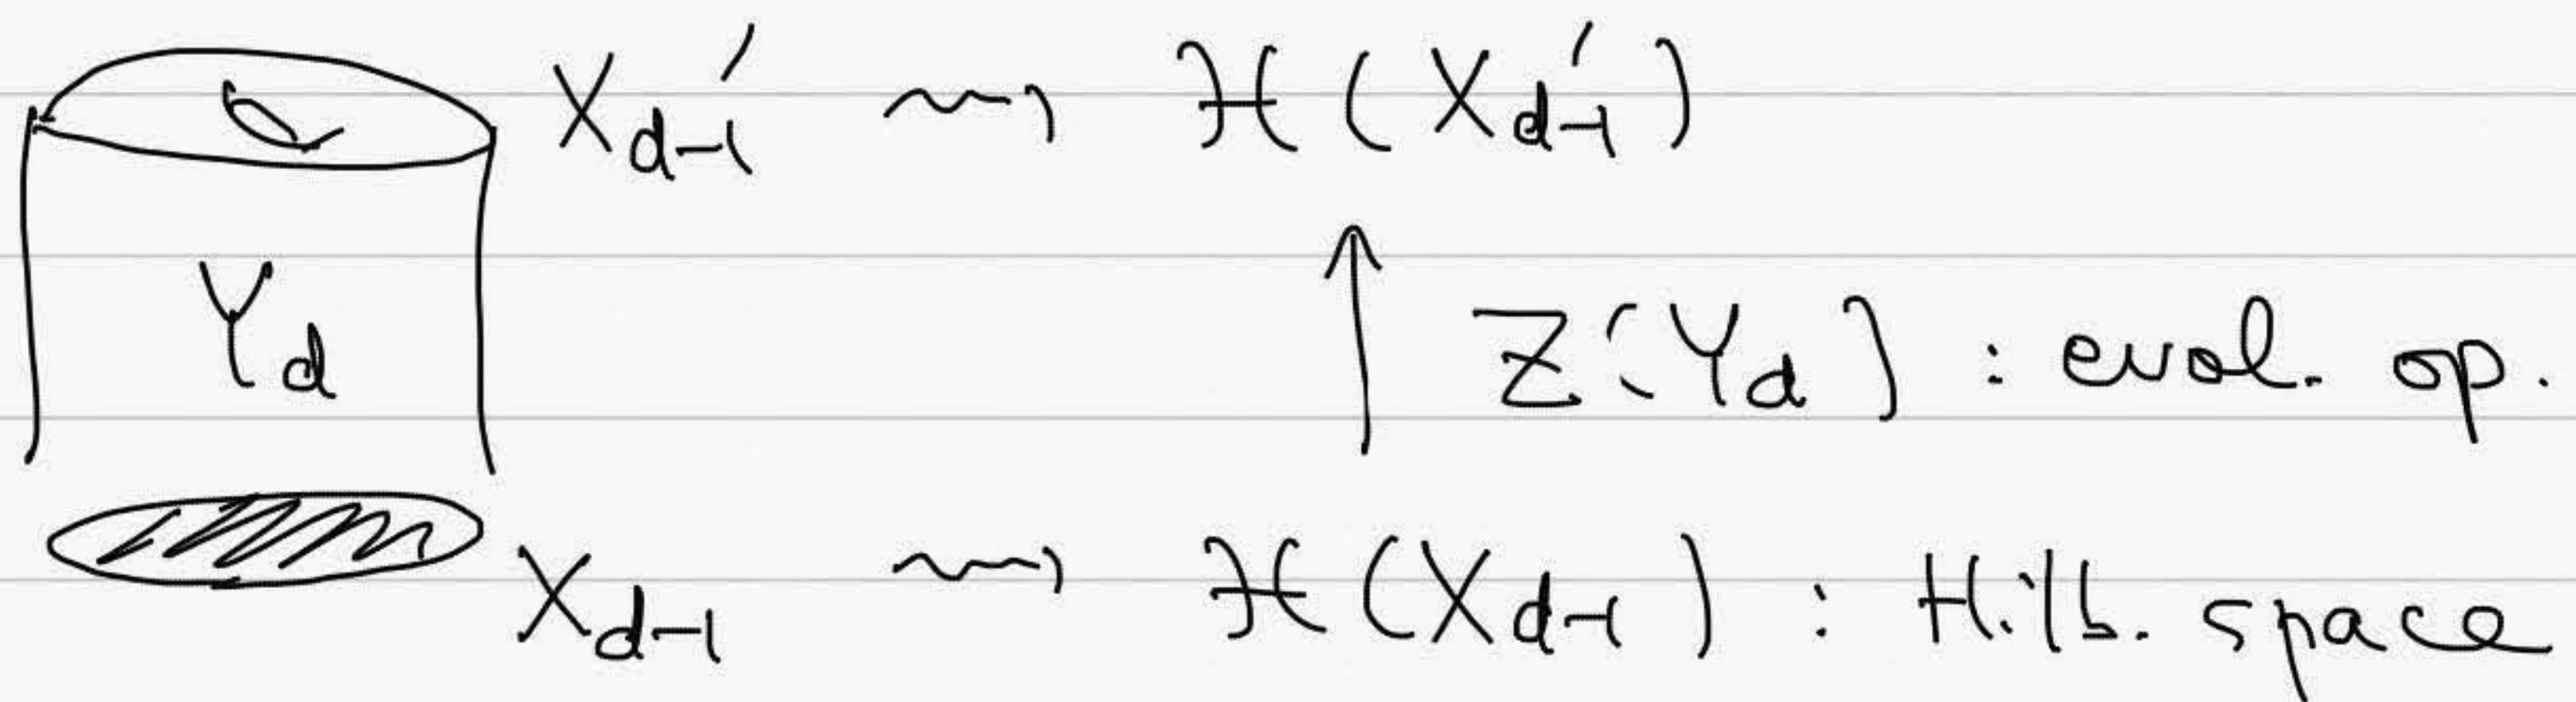 X'_{d-1} ⇝ ℋ(X'_{d-1})
Y_d ↑ Z(Y_d) : evol. op.
X_{d-1} ⇝ ℋ(X_{d-1}) : Hilb. space